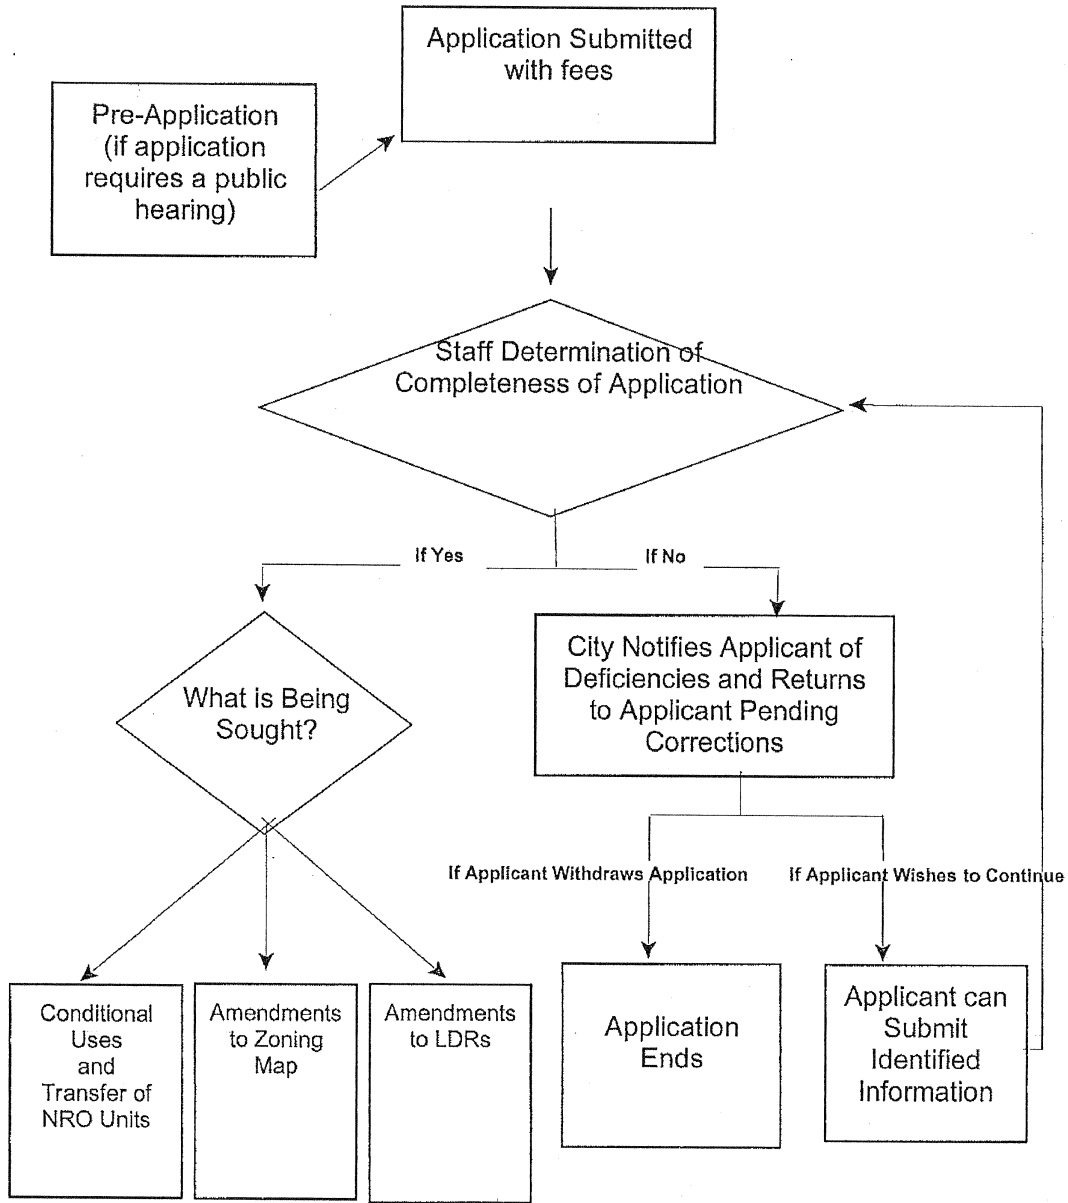 Application Submitted
with fees
Pre-Application
(if application
requires a public
hearing)
Staff Determination of
Completeness of Application
If Yes
If No
What is Being
Sought?
City Notifies Applicant of
Deficiencies and Returns
to Applicant Pending
Corrections
If Applicant Withdraws Application
If Applicant Wishes to Continue
Conditional
Uses
and
Transfer of
NRO Units
Amendments
to Zoning
Map
Amendments
to LDRs
Application
Ends
Applicant can
Submit
Identified
Information